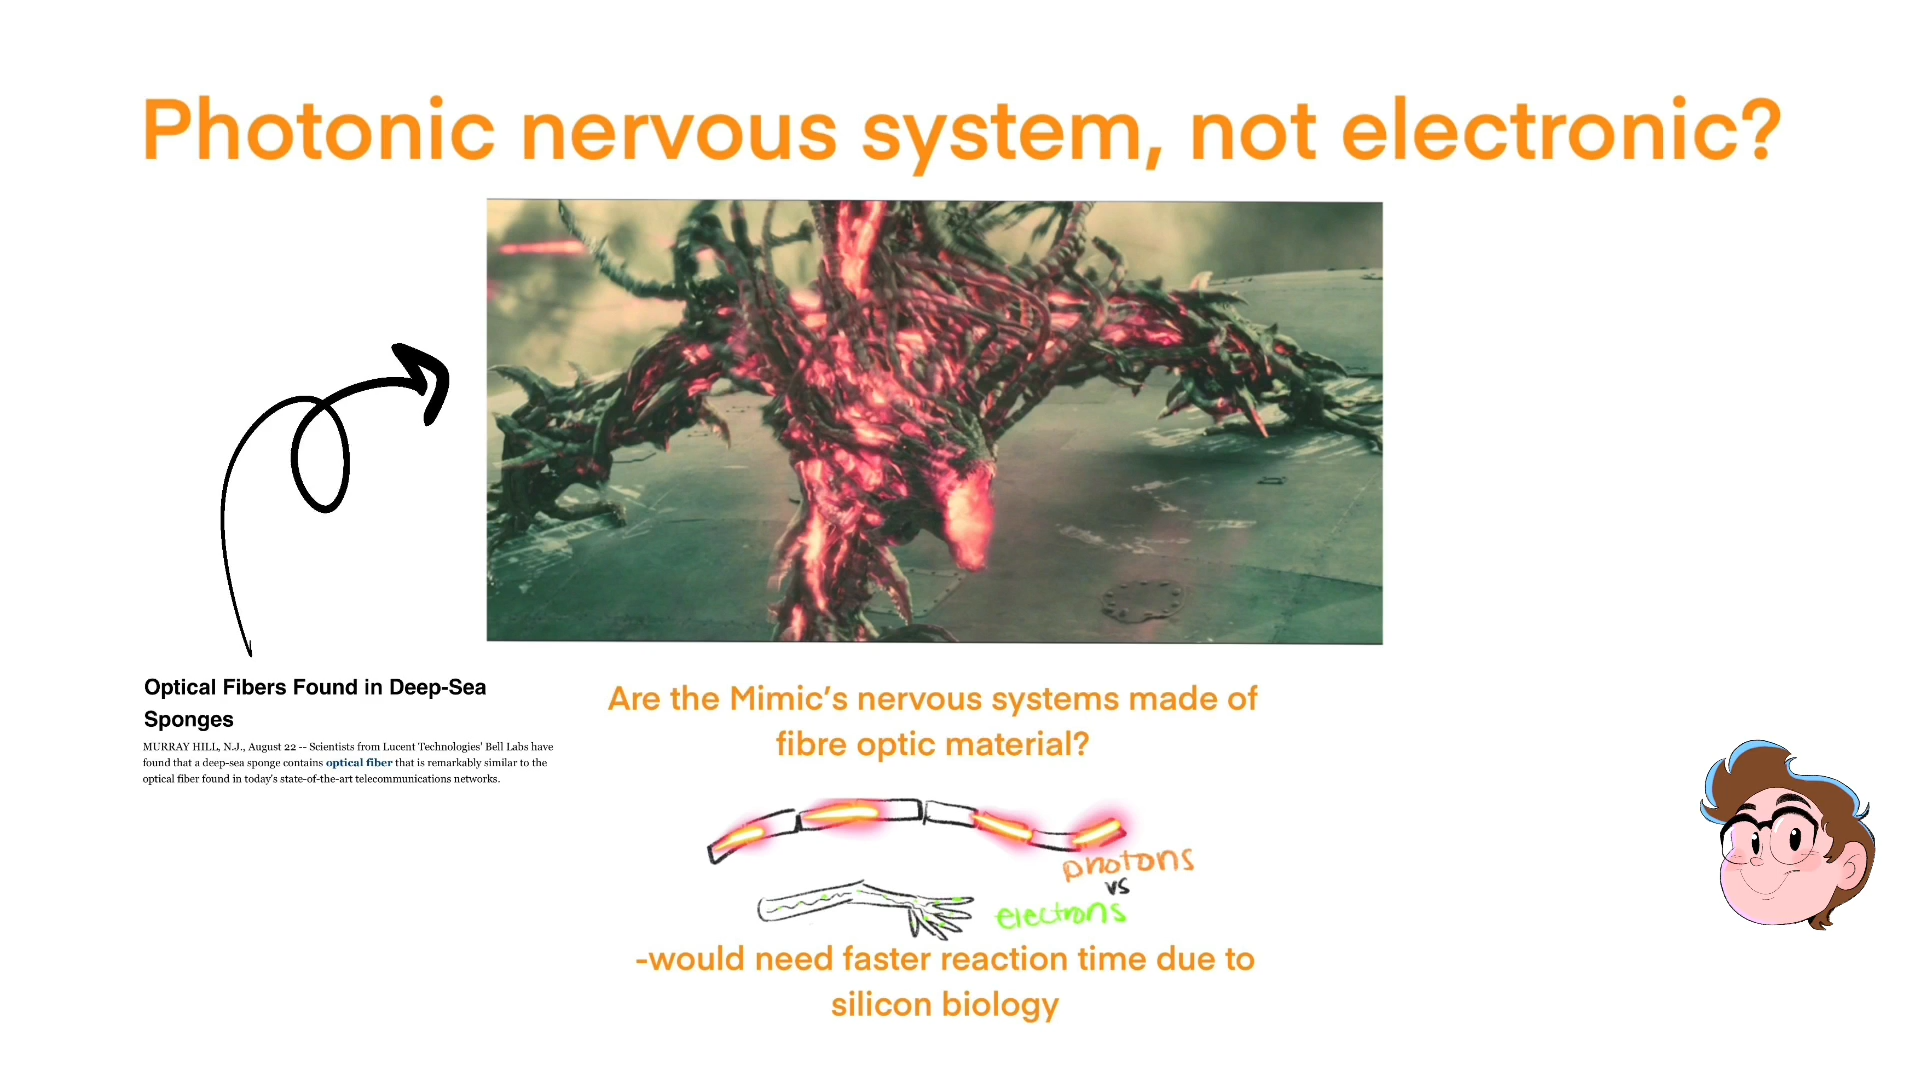 Photonic nervous system, not electronic?
Optical Fibers Found in Deep-Sea
Sponges
MURRAY HILL, N.J., August 22 -- Scientists from Lucent Technologies' Bell Labs have
found that a deep-sea sponge contains optical fiber that is remarkably similar to the
optical fiber found in today's state-of-the-art telecommunications networks.
Are the Mimic’s nervous systems made of
fibre optic material?
photons
vs
electrons
-would need faster reaction time due to
silicon biology